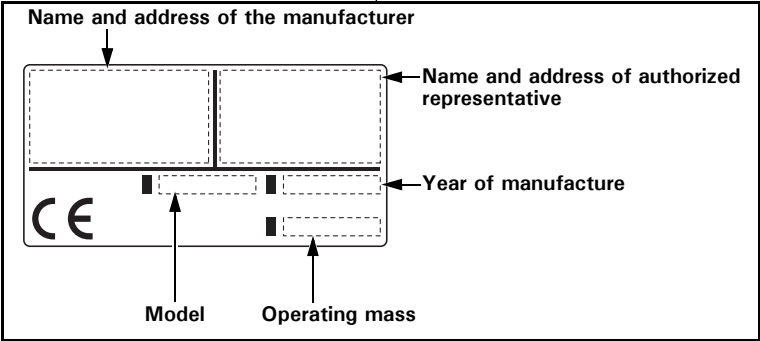 Name and address of the manufacturer
Name and address of authorized
representative
Year of manufacture
CE
Model
Operating mass